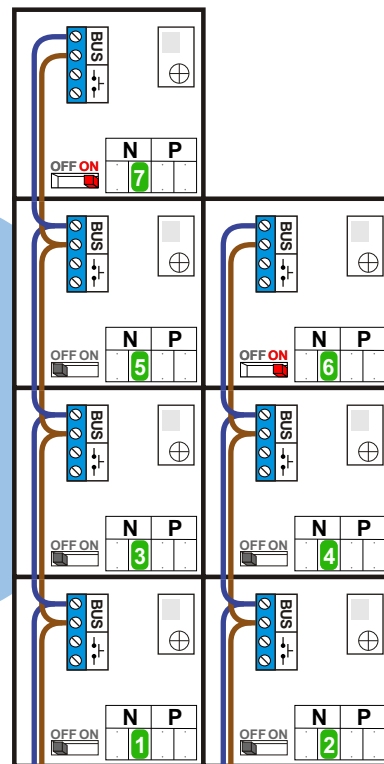 BUS
N P
OFF ON
7
BUS
N P
OFF ON
5
BUS
N P
OFF ON
6
BUS
N P
OFF ON
3
BUS
N P
OFF ON
4
BUS
N P
OFF ON
1
BUS
N P
OFF ON
2